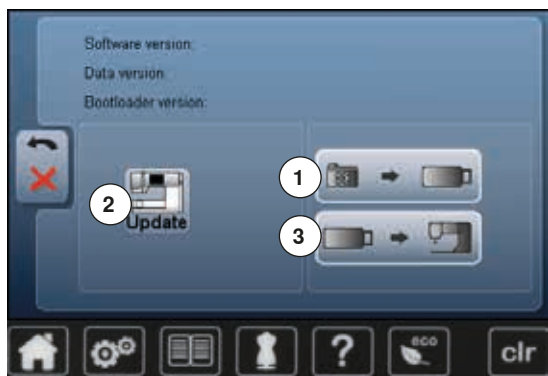 Software version:
Data version:
Bootloader version:
1
2
Update
3
?
eco
clr